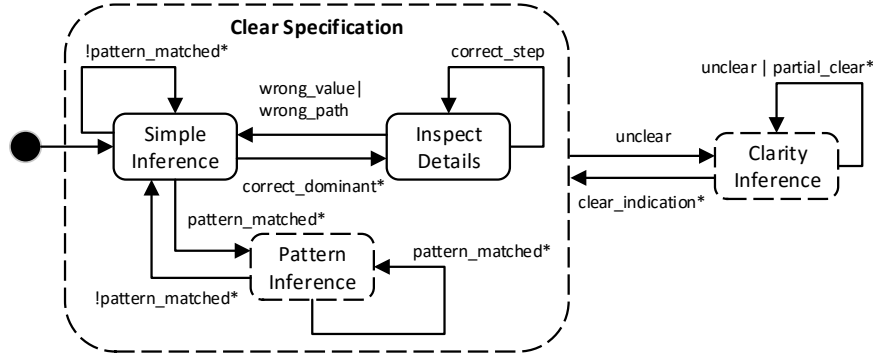 Clear Specification
!pattern_matched*
correct_step
unclear | partial_clear*
wrong_value|
wrong_path
Simple
Inference
Inspect
Details
unclear
Clarity
Inference
correct_dominant*
clear_indication*
pattern_matched*
Pattern
Inference
pattern_matched*
!pattern_matched*